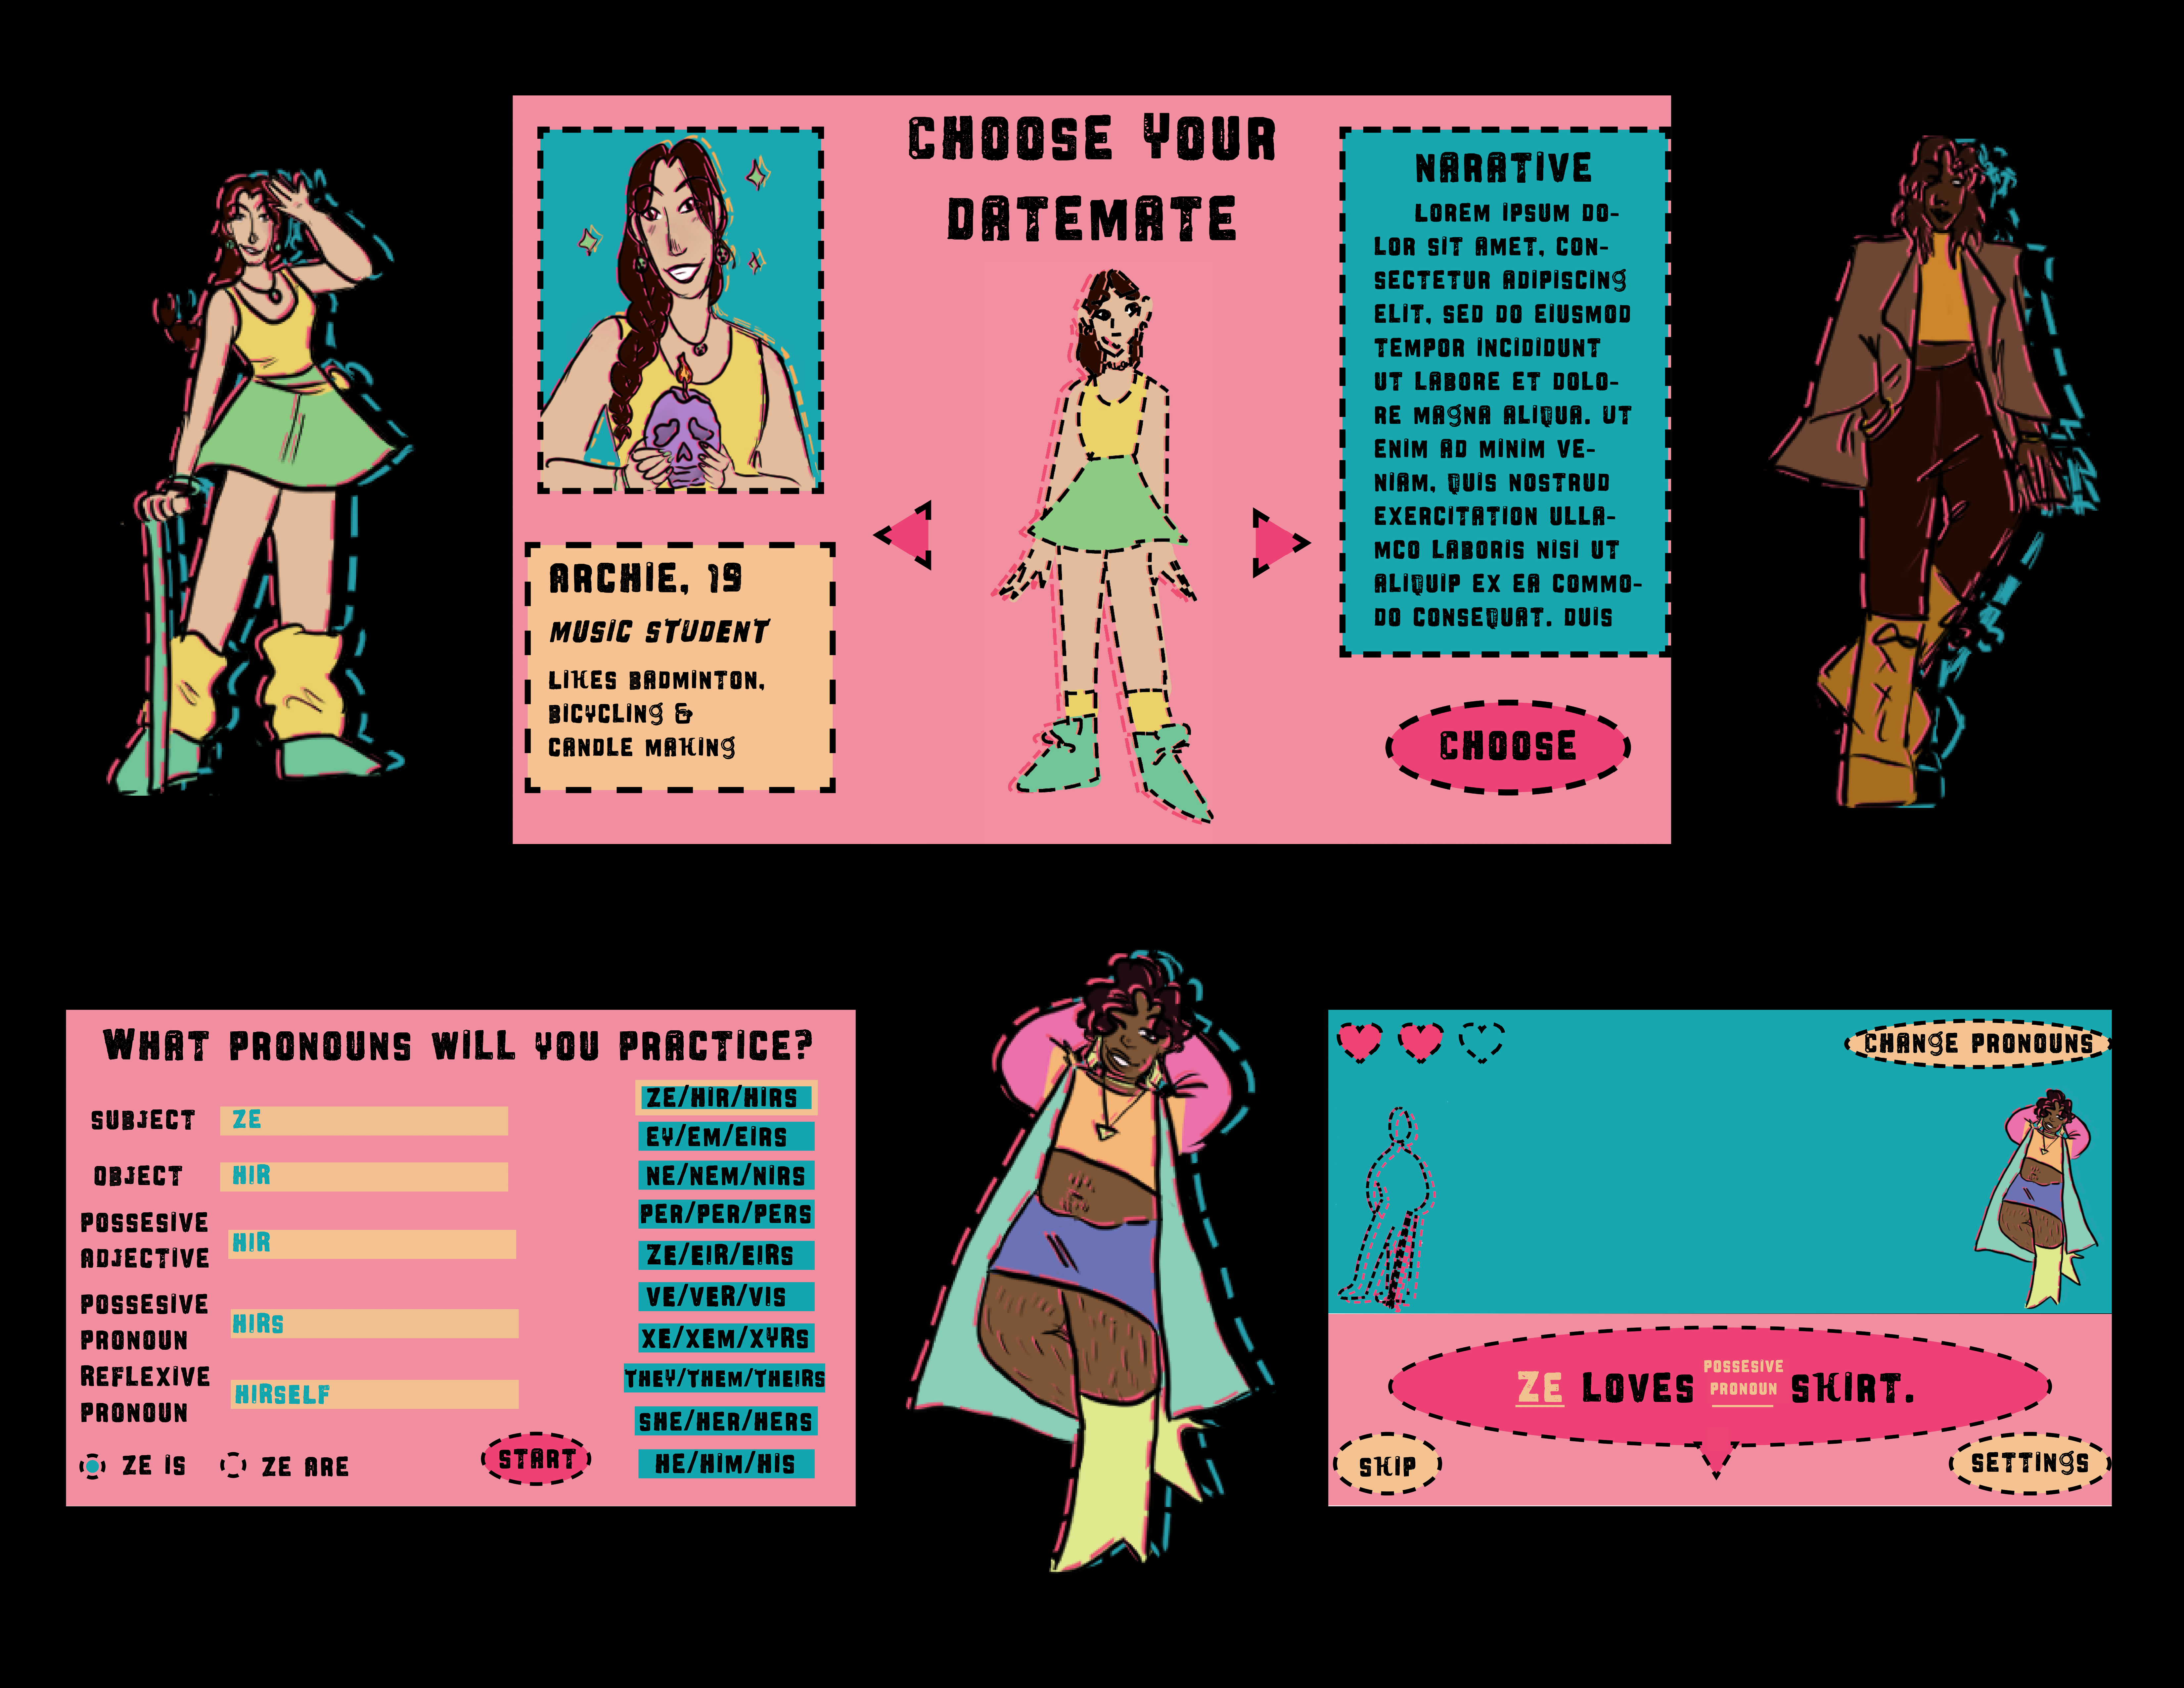 CHOOSE YOUR
DATEMATE
ARCHIE, 19
MUSIC STUDENT
LIKES BADMINTON,
BICYCLING &
CANDLE MAKING
NARATIVE
LOREM IPSUM DO-
LOR SIT AMET, CON-
SECTETUR ADIPISCING
ELIT, SED DO EIUSMOD
TEMPOR INCIDIDUNT
UT LABORE ET DOLO-
RE MAGNA ALIQUA. UT
ENIM AD MINIM VE-
NIAM, QUIS NOSTRUD
EXERCITATION ULLA-
MCO LABORIS NISI UT
ALIQUIP EX EA COMMO-
DO CONSEQUAT. DUIS
CHOOSE
WHAT PRONOUNS WILL YOU PRACTICE?
SUBJECT ZE
OBJECT HIR
POSSESIVE
ADJECTIVE HIR
POSSESIVE
PRONOUN HIRS
REFLEXIVE
PRONOUN HIRSELF
ZE IS ZE ARE
START
ZE/HIR/HIRS
EY/EM/EIRS
NE/NEM/NIRS
PER/PER/PERS
ZE/EIR/EIRS
VE/VER/VIS
XE/XEM/XYRS
THEY/THEM/THEIRS
SHE/HER/HERS
HE/HIM/HIS
CHANGE PRONOUNS
ZE LOVES POSSESIVE PRONOUN SKIRT.
SKIP
SETTINGS